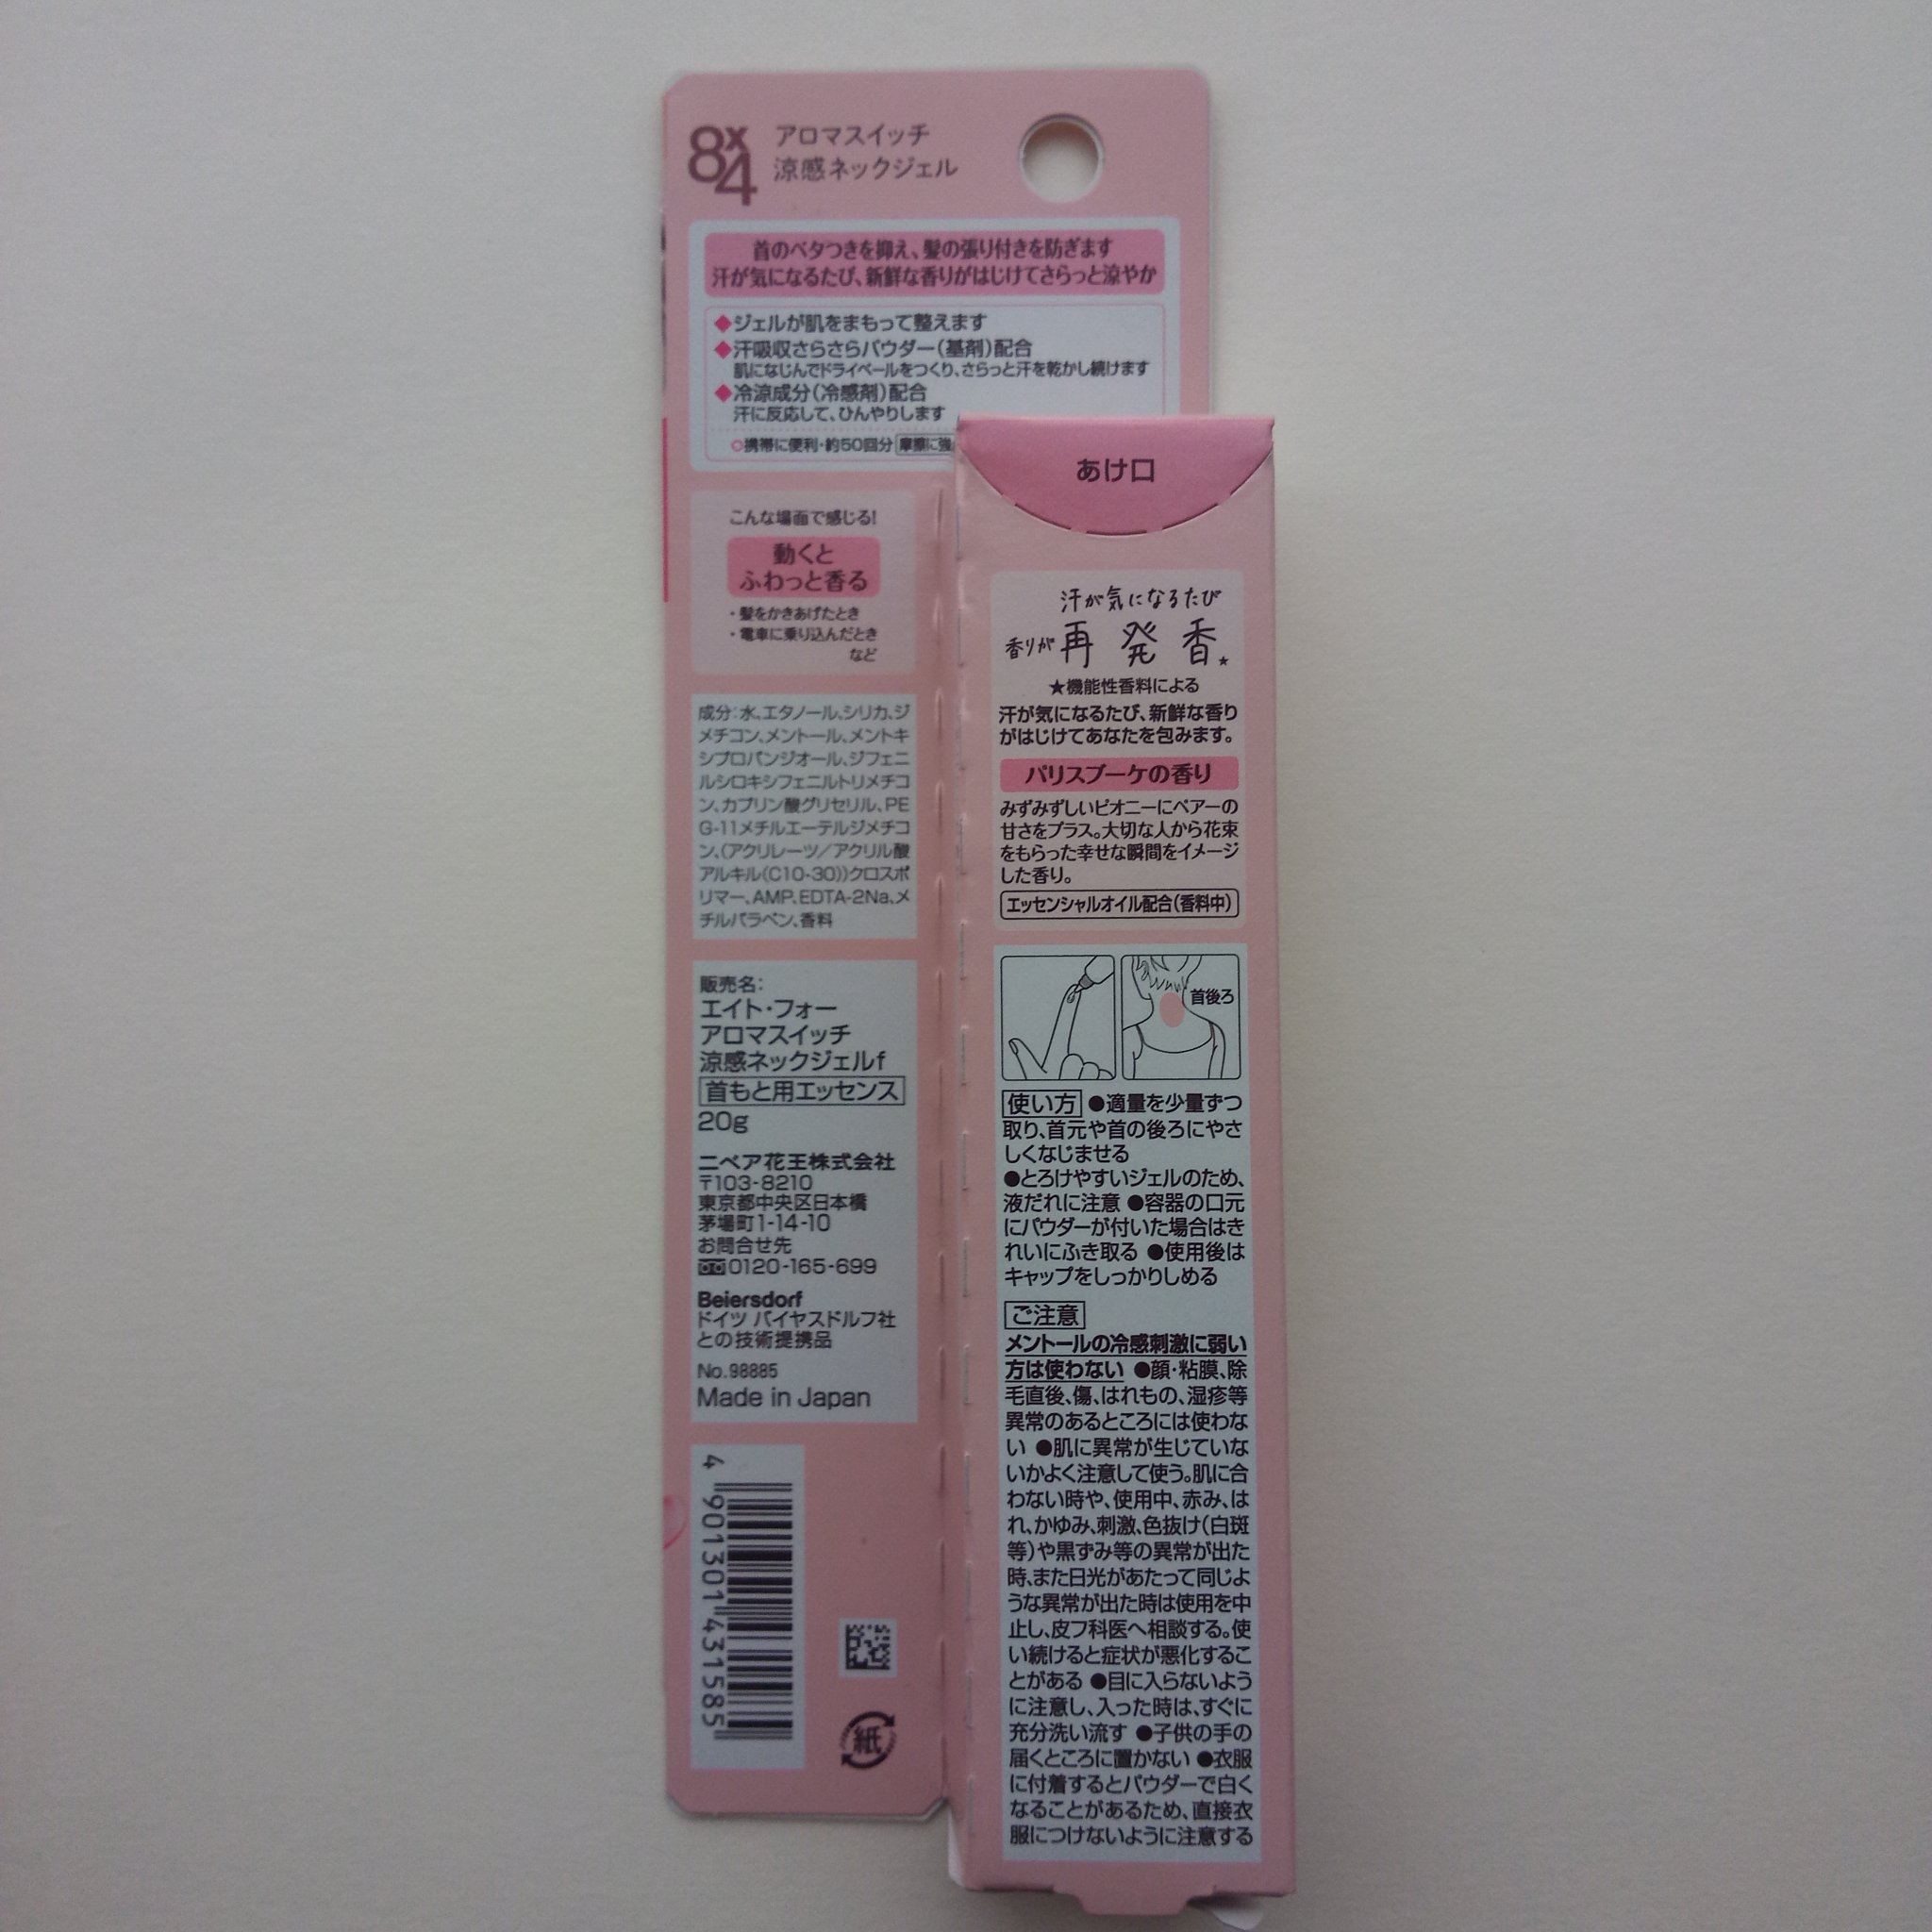 8x4
アロマスイッチ
涼感ネックジェル
首のベタつきを抑え、髪の張り付きを防ぎます
汗が気になるたび、新鮮な香りがはじけてさらっと涼やか
◆ジェルが肌をまもって整えます
◆汗吸収さらさらパウダー(基剤)配合
肌になじんでドライベールをつくり、さらっと汗を乾かし続けます
◆冷涼成分(冷感剤)配合
汗に反応して、ひんやりします
○携帯に便利・約50回分 摩擦に強
こんな場面で感じる!
動くと
ふわっと香る
・髪をかきあげたとき
・電車に乗り込んだとき
など
成分:水、エタノール、シリカ、ジ
メチコン、メントール、メントキ
シプロパンジオール、ジフェニ
ルシロキシフェニルトリメチコ
ン、カプリン酸グリセリル、PE
G-11メチルエーテルジメチコ
ン、(アクリレーツ/アクリル酸
アルキル(C10-30))クロスポ
リマー、AMP、EDTA-2Na、メ
チルパラベン、香料
販売名:
エイト・フォー
アロマスイッチ
涼感ネックジェルf
首もと用エッセンス
20g
ニベア花王株式会社
〒103-8210
東京都中央区日本橋
茅場町1-14-10
お問合せ先
0120-165-699
Beiersdorf
ドイツ バイヤスドルフ社
との技術提携品
No.98885
Made in Japan
4 901301 431585
紙
あけ口
汗が気になるたび
香りが再発香★
★機能性香料による
汗が気になるたび、新鮮な香り
がはじけてあなたを包みます。
パリスブーケの香り
みずみずしいピオニーにペアーの
甘さをプラス。大切な人から花束
をもらった幸せな瞬間をイメージ
した香り。
エッセンシャルオイル配合(香料中)
首後ろ
使い方 ●適量を少量ずつ
取り、首元や首の後ろにやさ
しくなじませる
●とろけやすいジェルのため、
液だれに注意 ●容器の口元
にパウダーが付いた場合はき
れいにふき取る ●使用後は
キャップをしっかりしめる
ご注意
メントールの冷感刺激に弱い
方は使わない ●顔・粘膜、除
毛直後、傷、はれもの、湿疹等
異常のあるところには使わな
い ●肌に異常が生じていな
いかよく注意して使う。肌に合
わない時や、使用中、赤み、は
れ、かゆみ、刺激、色抜け(白斑
等)や黒ずみ等の異常が出た
時、また日光があたって同じよ
うな異常が出た時は使用を中
止し、皮フ科医へ相談する。使
い続けると症状が悪化するこ
とがある ●目に入らないよう
に注意し、入った時は、すぐに
充分洗い流す ●子供の手の
届くところに置かない ●衣服
に付着するとパウダーで白く
なることがあるため、直接衣
服につけないように注意する